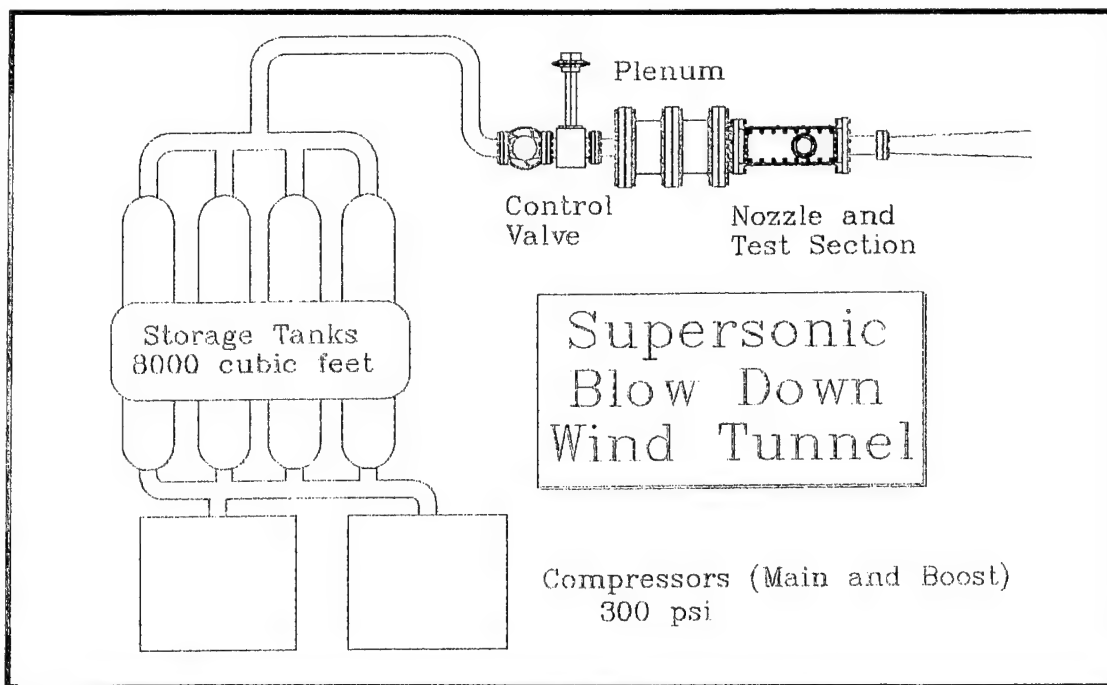 Plenum
Control
Valve
Nozzle and
Test Section
Storage Tanks
8000 cubic feet
Supersonic
Blow Down
Wind Tunnel
Compressors (Main and Boost)
300 psi